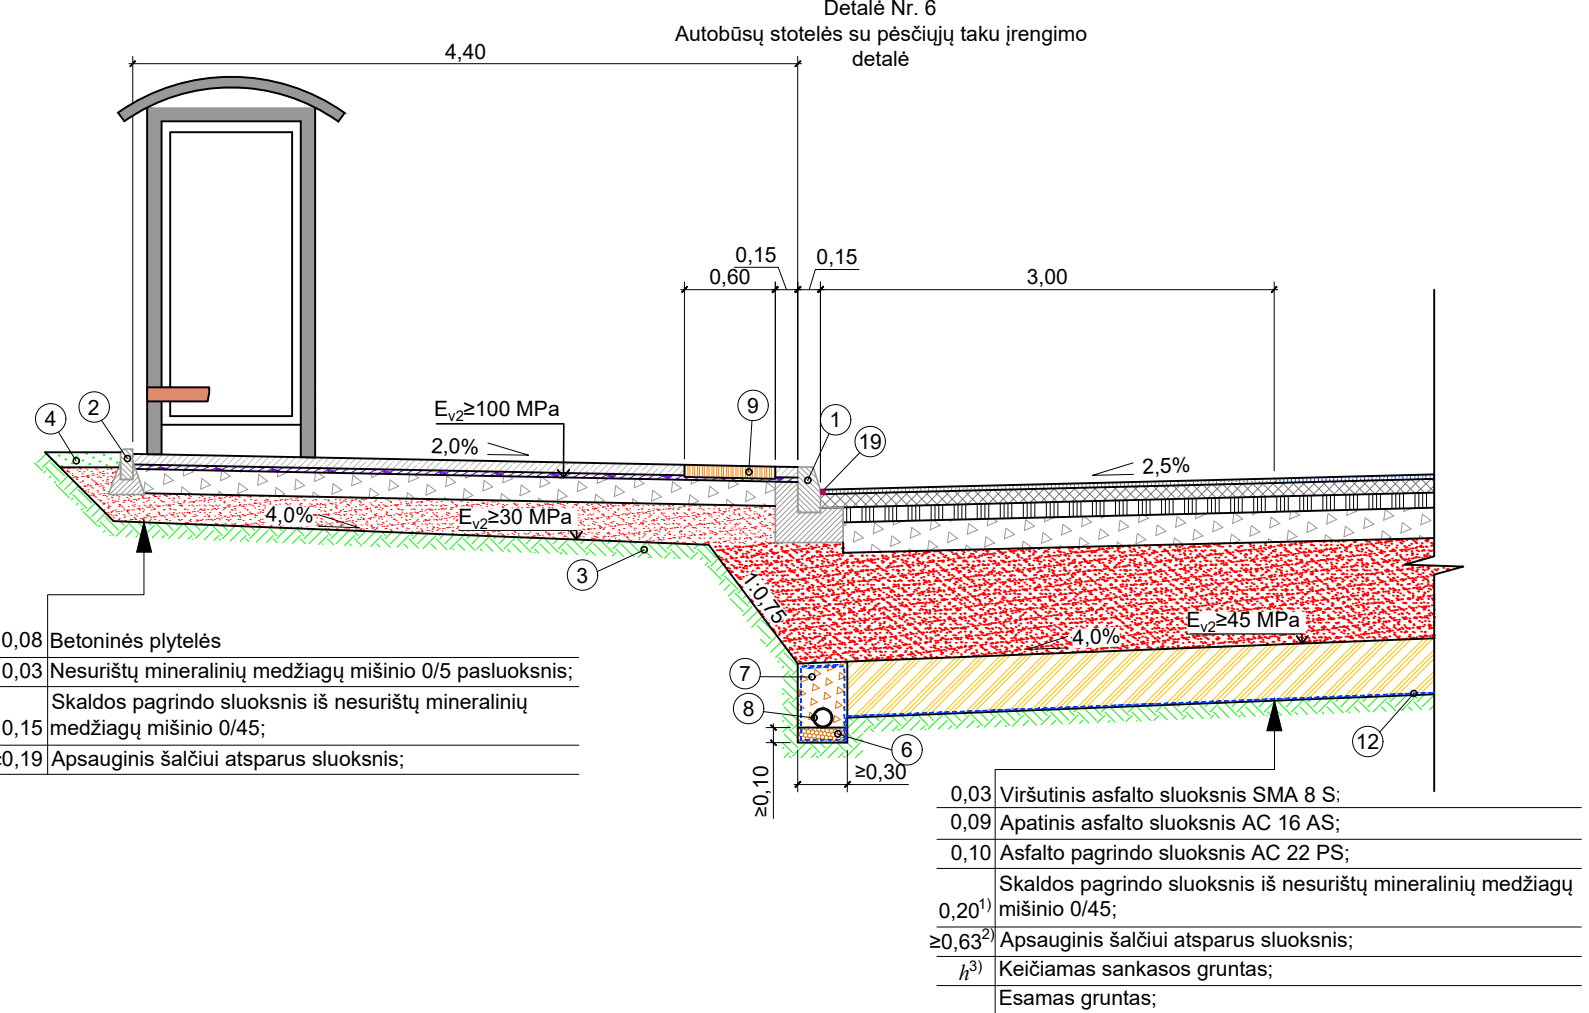 Detalė Nr. 6
Autobūsų stotelės su pėsčiųjų taku įrengimo
detalė
4,40
0,15
0,15
0,60
3,00
4
2
Ev2≥100 MPa
2,0%
9
1
19
2,5%
4,0%
Ev2≥30 MPa
3
1:0,75
Ev2≥45 MPa
4,0%
7
8
6
12
≥0,10
≥0,30
0,08 Betoninės plytelės
0,03 Nesurištų mineralinių medžiagų mišinio 0/5 pasluoksnis;
Skaldos pagrindo sluoksnis iš nesurištų mineralinių
0,15 medžiagų mišinio 0/45;
≥0,19 Apsauginis šalčiui atsparus sluoksnis;
0,03 Viršutinis asfalto sluoksnis SMA 8 S;
0,09 Apatinis asfalto sluoksnis AC 16 AS;
0,10 Asfalto pagrindo sluoksnis AC 22 PS;
Skaldos pagrindo sluoksnis iš nesurištų mineralinių medžiagų
0,20¹⁾ mišinio 0/45;
≥0,63²⁾ Apsauginis šalčiui atsparus sluoksnis;
h³⁾ Keičiamas sankasos gruntas;
Esamas gruntas;